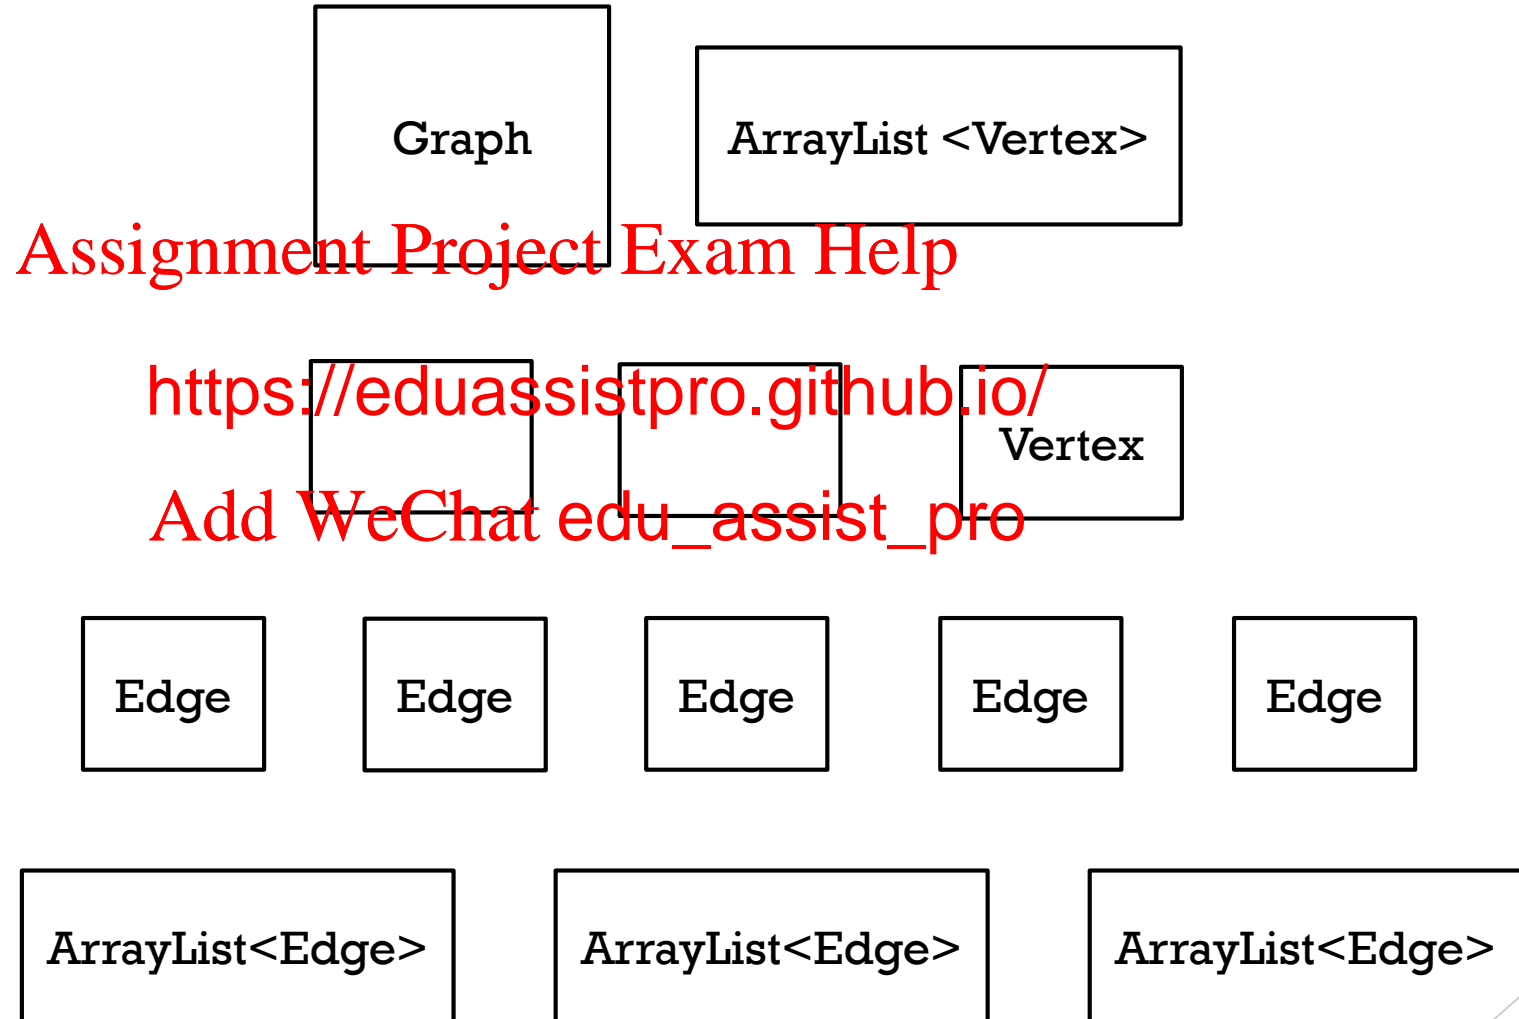 Graph
ArrayList <Vertex>
Assignment Project Exam Help
https://eduassistpro.github.io/
Vertex
Add WeChat edu_assist_pro
Edge
Edge
Edge
Edge
Edge
ArrayList<Edge>
ArrayList<Edge>
ArrayList<Edge>